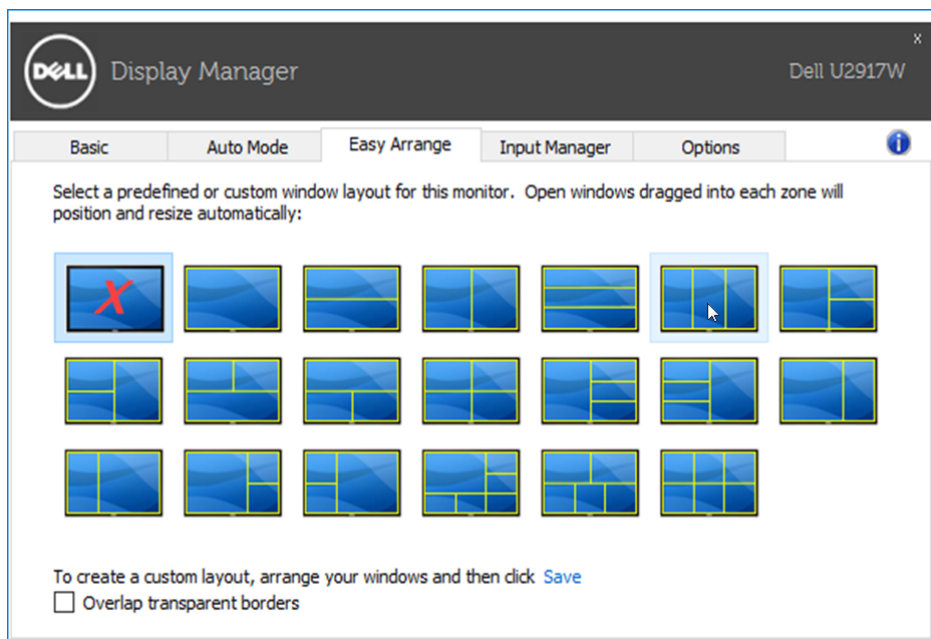 x
DELL
Display Manager
Dell U2917W
Basic
Auto Mode
Easy Arrange
Input Manager
Options
i
Select a predefined or custom window layout for this monitor. Open windows dragged into each zone will
position and resize automatically:
X
To create a custom layout, arrange your windows and then click Save
Overlap transparent borders